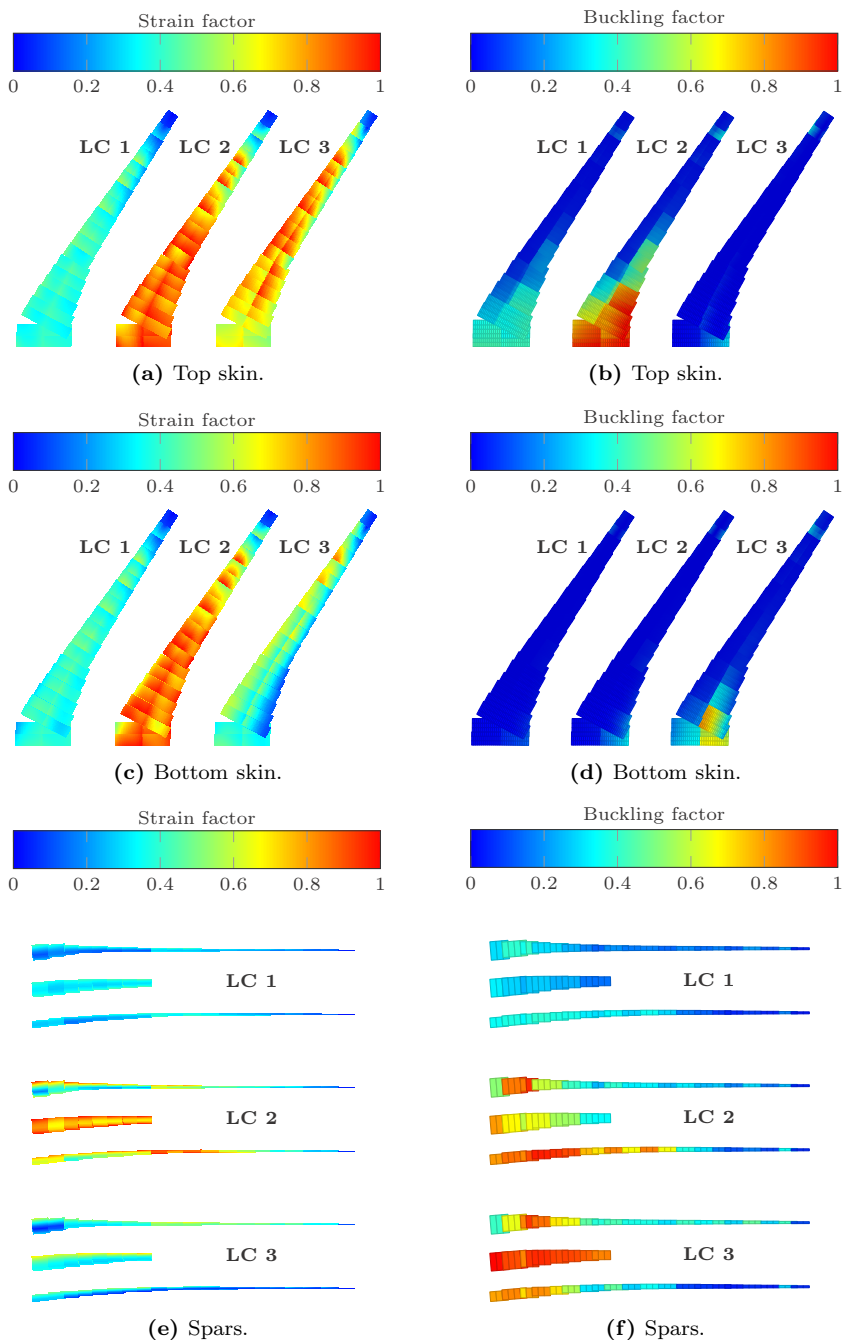 Strain factor
0 0.2 0.4 0.6 0.8 1
LC 1 LC 2 LC 3
(a) Top skin.
Buckling factor
0 0.2 0.4 0.6 0.8 1
LC 1 LC 2 LC 3
(b) Top skin.
Strain factor
0 0.2 0.4 0.6 0.8 1
LC 1 LC 2 LC 3
(c) Bottom skin.
Buckling factor
0 0.2 0.4 0.6 0.8 1
LC 1 LC 2 LC 3
(d) Bottom skin.
Strain factor
0 0.2 0.4 0.6 0.8 1
LC 1
LC 2
LC 3
(e) Spars.
Buckling factor
0 0.2 0.4 0.6 0.8 1
LC 1
LC 2
LC 3
(f) Spars.